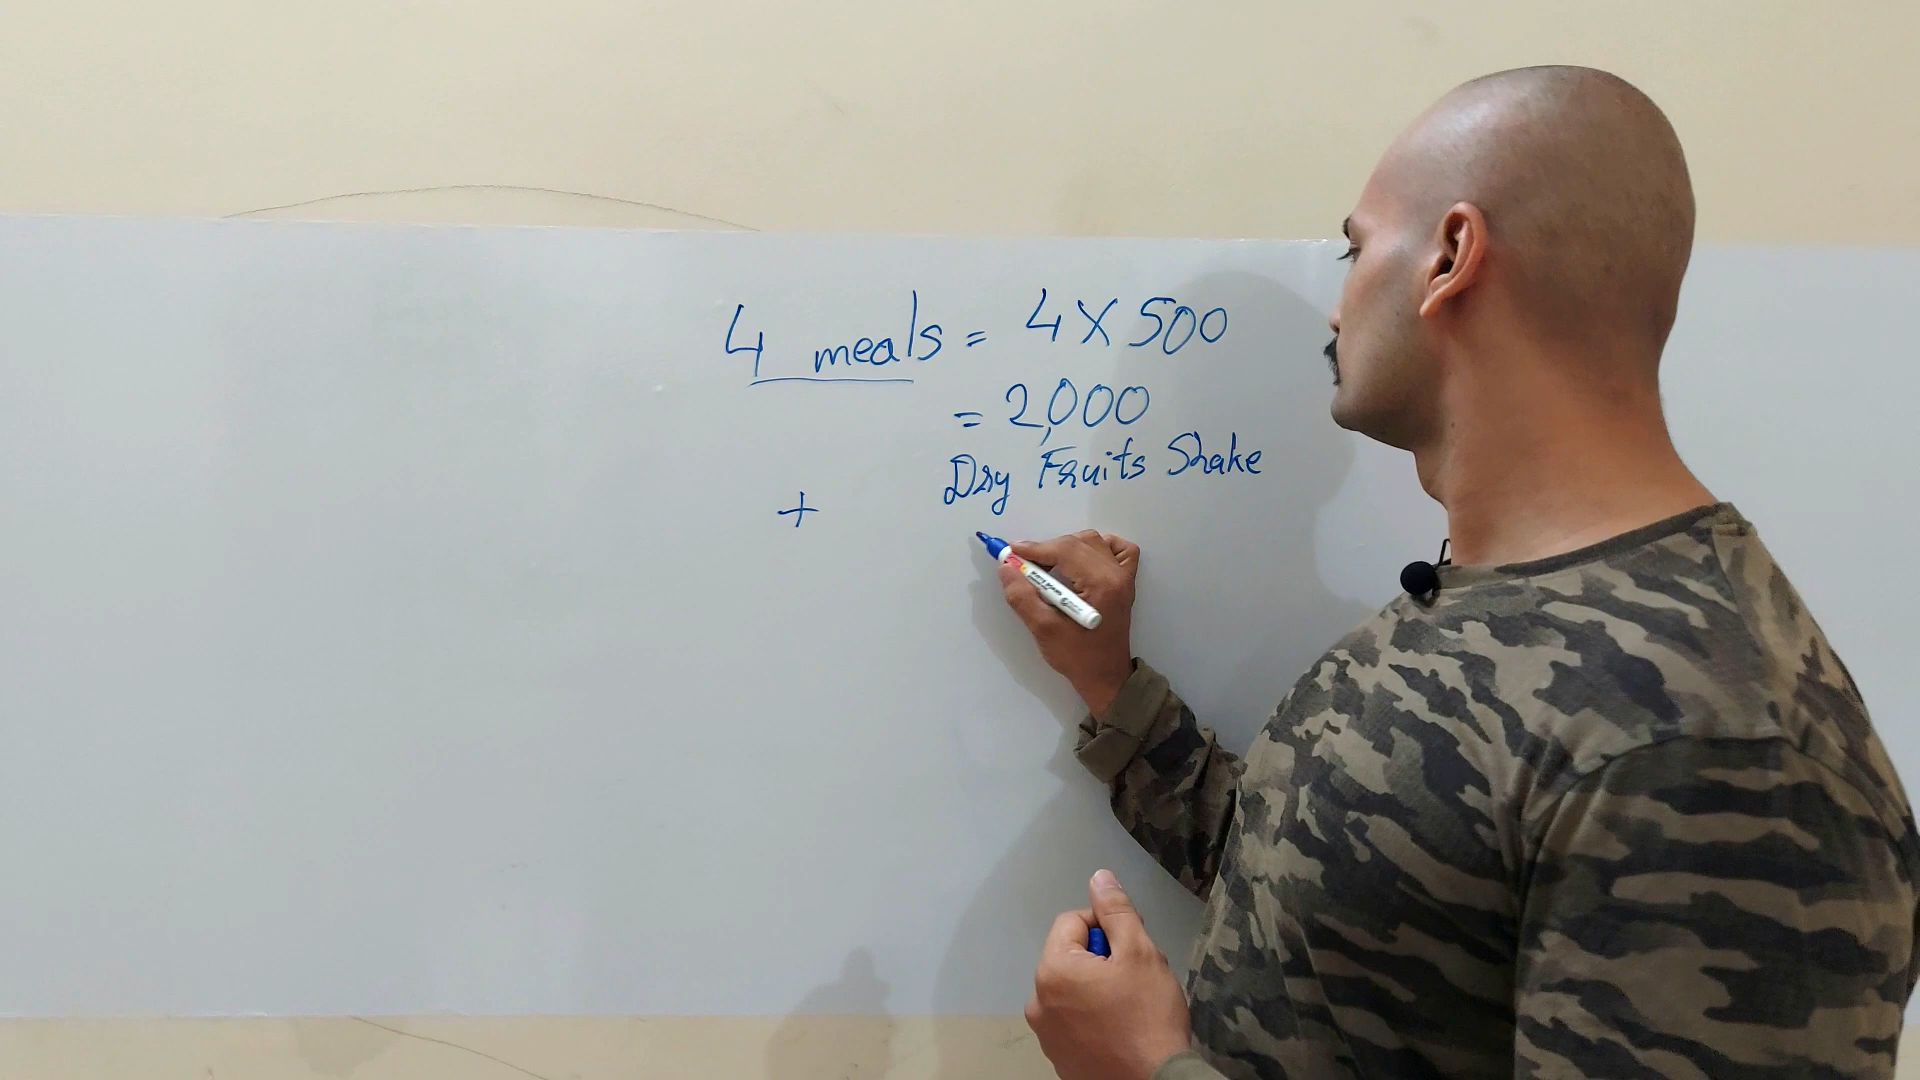 4 meals = 4 X 500
= 2,000
Dry Fruits Shake
+